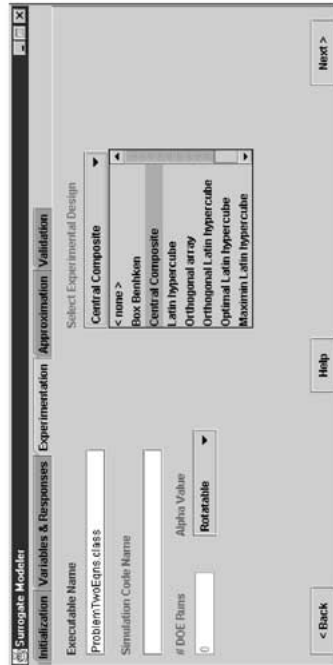 Surrogate Modeler
Initialization Variables & Responses Experimentation Approximation Validation
Executable Name
ProblemTwoEqns.class
Simulation Code Name
# DOE Runs
0
Alpha Value
Rotatable
Select Experimental Design
Central Composite
< none >
Box Benhken
Central Composite
Latin hypercube
Orthogonal array
Orthogonal Latin hypercube
Optimal Latin hypercube
Maximin Latin hypercube
< Back
Help
Next >